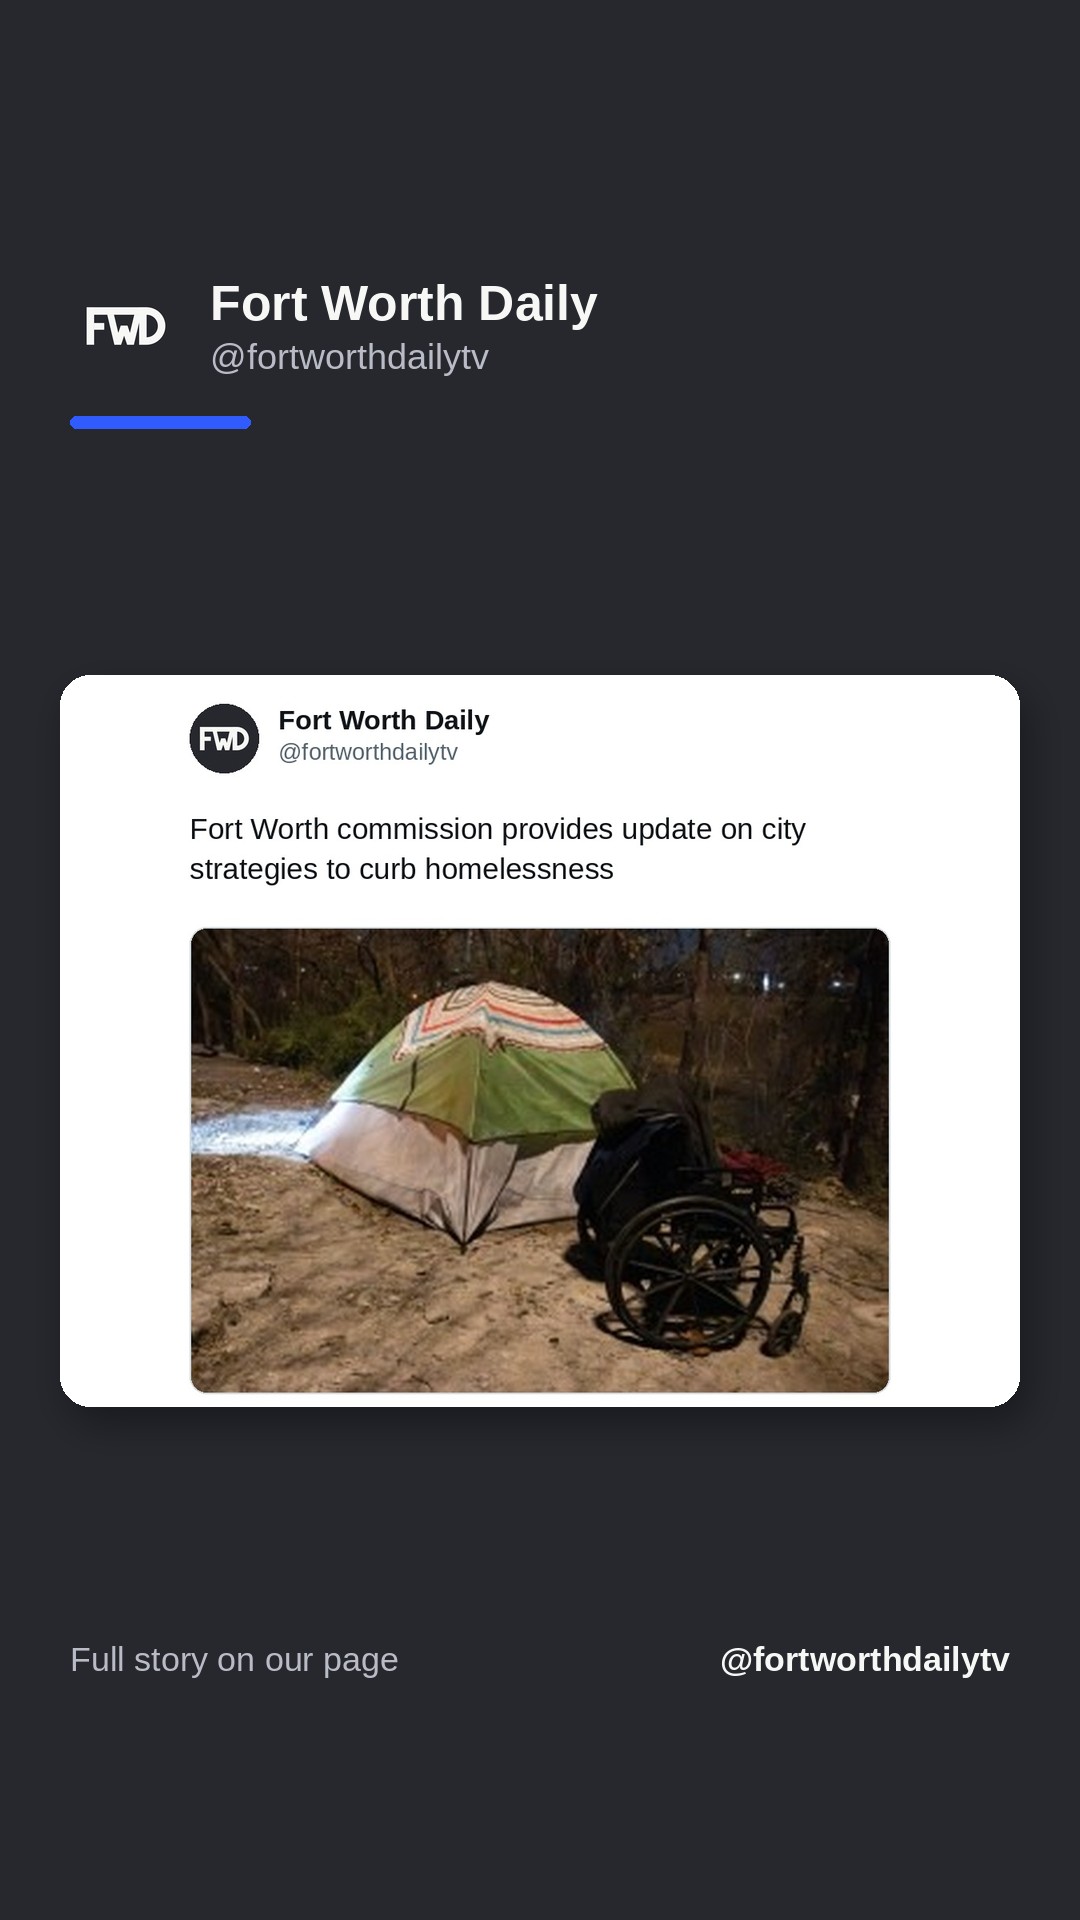 FWD
Fort Worth Daily
@fortworthdailytv
FWD
Fort Worth Daily
@fortworthdailytv
Fort Worth commission provides update on city
strategies to curb homelessness
Full story on our page
@fortworthdailytv